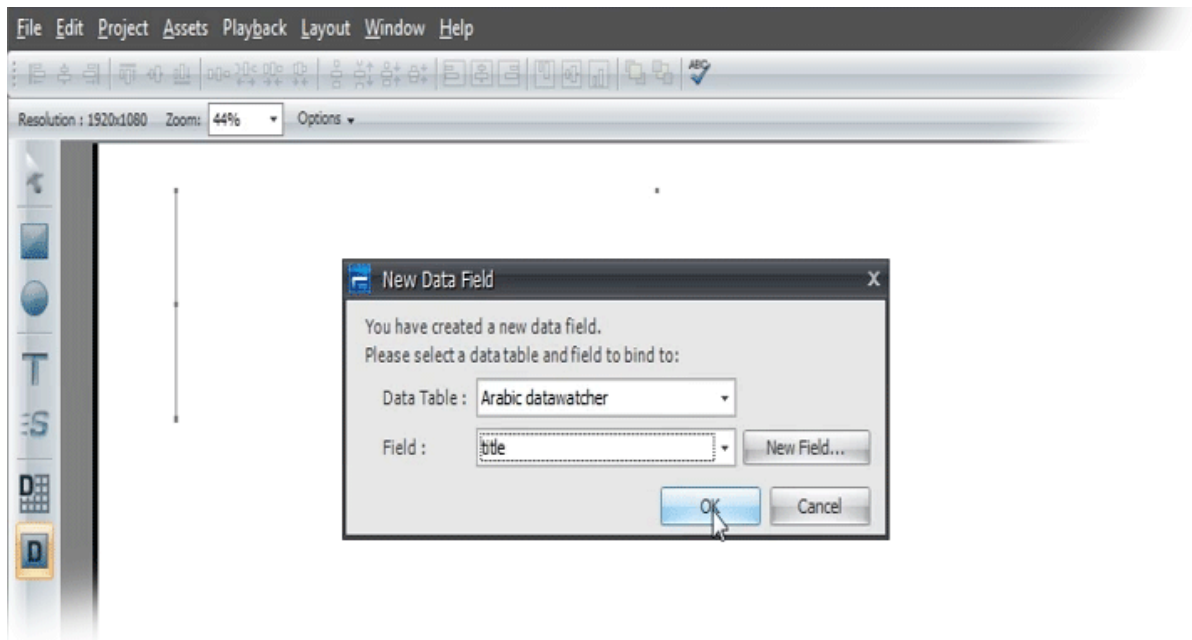 File Edit Project Assets Playback Layout Window Help
ABC
Resolution : 1920x1080 Zoom: 44% Options
T
S
D
D
New Data Field X
You have created a new data field.
Please select a data table and field to bind to:
Data Table : Arabic datawatcher
Field : title New Field...
OK Cancel